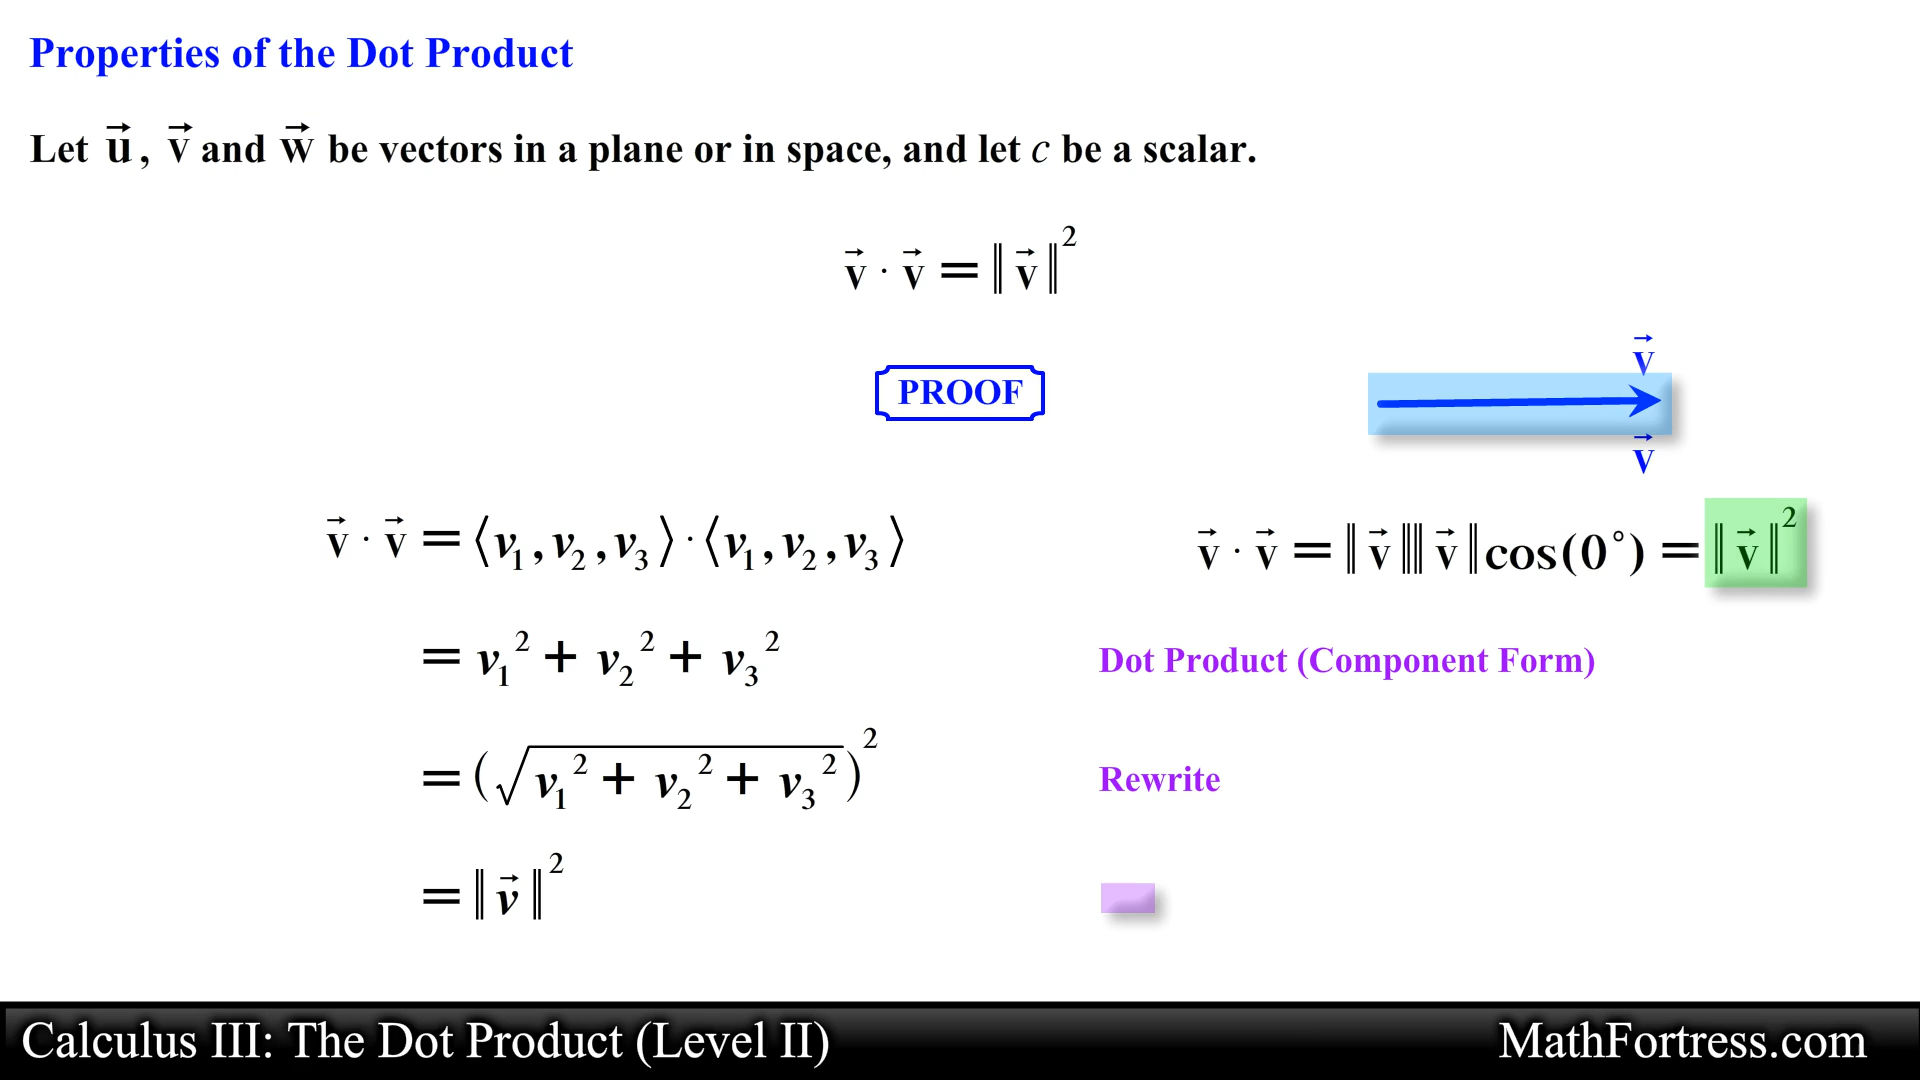 Properties of the Dot Product
Let u⃗, v⃗ and w⃗ be vectors in a plane or in space, and let c be a scalar.
v⃗ · v⃗ = ‖v⃗‖²
PROOF
v⃗
v⃗
v⃗ · v⃗ = ⟨v₁, v₂, v₃⟩ · ⟨v₁, v₂, v₃⟩
v⃗ · v⃗ = ‖v⃗‖‖v⃗‖cos(0°) = ‖v⃗‖²
= v₁² + v₂² + v₃²
Dot Product (Component Form)
= (√(v₁² + v₂² + v₃²))²
Rewrite
= ‖v⃗‖²
Calculus III: The Dot Product (Level II)
MathFortress.com